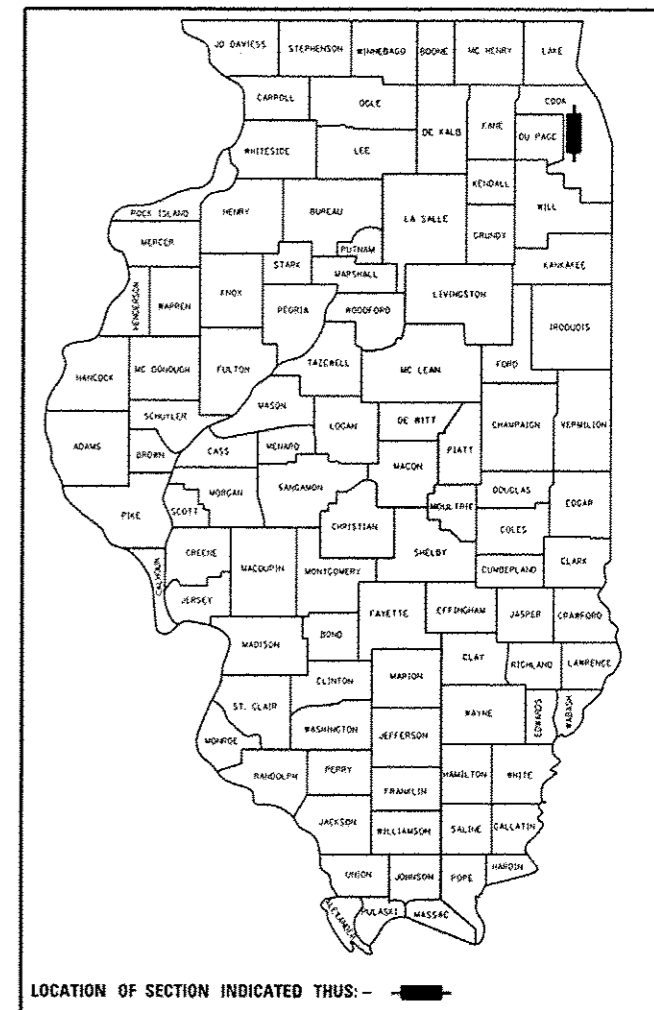 JO DAVIESS STEPHENSON WINNEBAGO BOONE MC HENRY LAKE
CARROLL OGLE COOK
DE KALB KANE DU PAGE
WHITESIDE LEE
KENDALL WILL
ROCK ISLAND HENRY BUREAU LA SALLE GRUNDY
MERCER PUTNAM
STARK MARSHALL KANKAKEE
HENDERSON WARREN KNOX PEORIA WOODFORD LIVINGSTON IROQUOIS
HANCOCK MC DONOUGH FULTON TAZEWELL MC LEAN FORD
MASON
SCHUYLER LOGAN DE WITT CHAMPAIGN VERMILION
ADAMS BROWN CASS MENARD PIATT
MACON
PIKE SCOTT MORGAN SANGAMON MOULTRIE DOUGLAS EDGAR
CHRISTIAN COLES
CALHOUN GREENE MACOUPIN MONTGOMERY SHELBY CUMBERLAND CLARK
JERSEY FAYETTE EFFINGHAM JASPER CRAWFORD
MADISON BOND
CLAY RICHLAND LAWRENCE
CLINTON MARION
ST. CLAIR WAYNE EDWARDS WABASH
MONROE WASHINGTON JEFFERSON
RANDOLPH PERRY HAMILTON WHITE
FRANKLIN
JACKSON WILLIAMSON SALINE GALLATIN
UNION JOHNSON POPE HARDIN
ALEXANDER PULASKI MASSAC
LOCATION OF SECTION INDICATED THUS: -